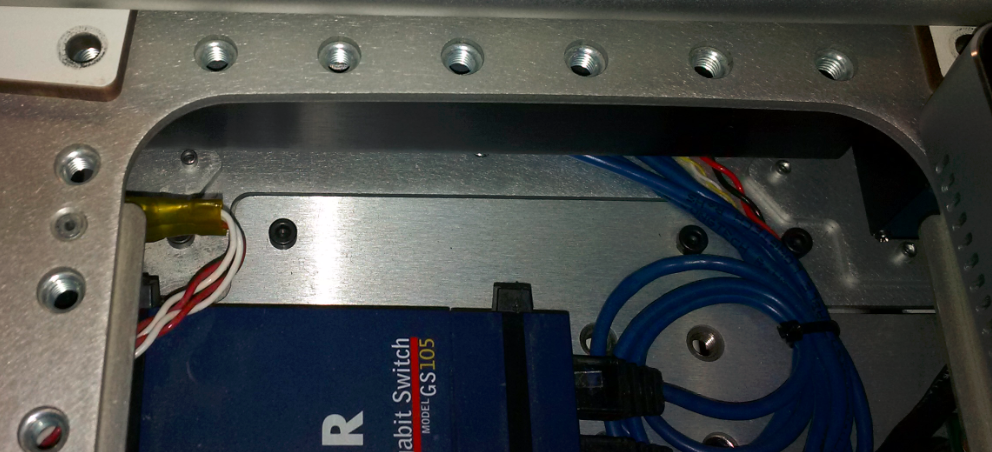 R
abit Switch
MODEL GS105